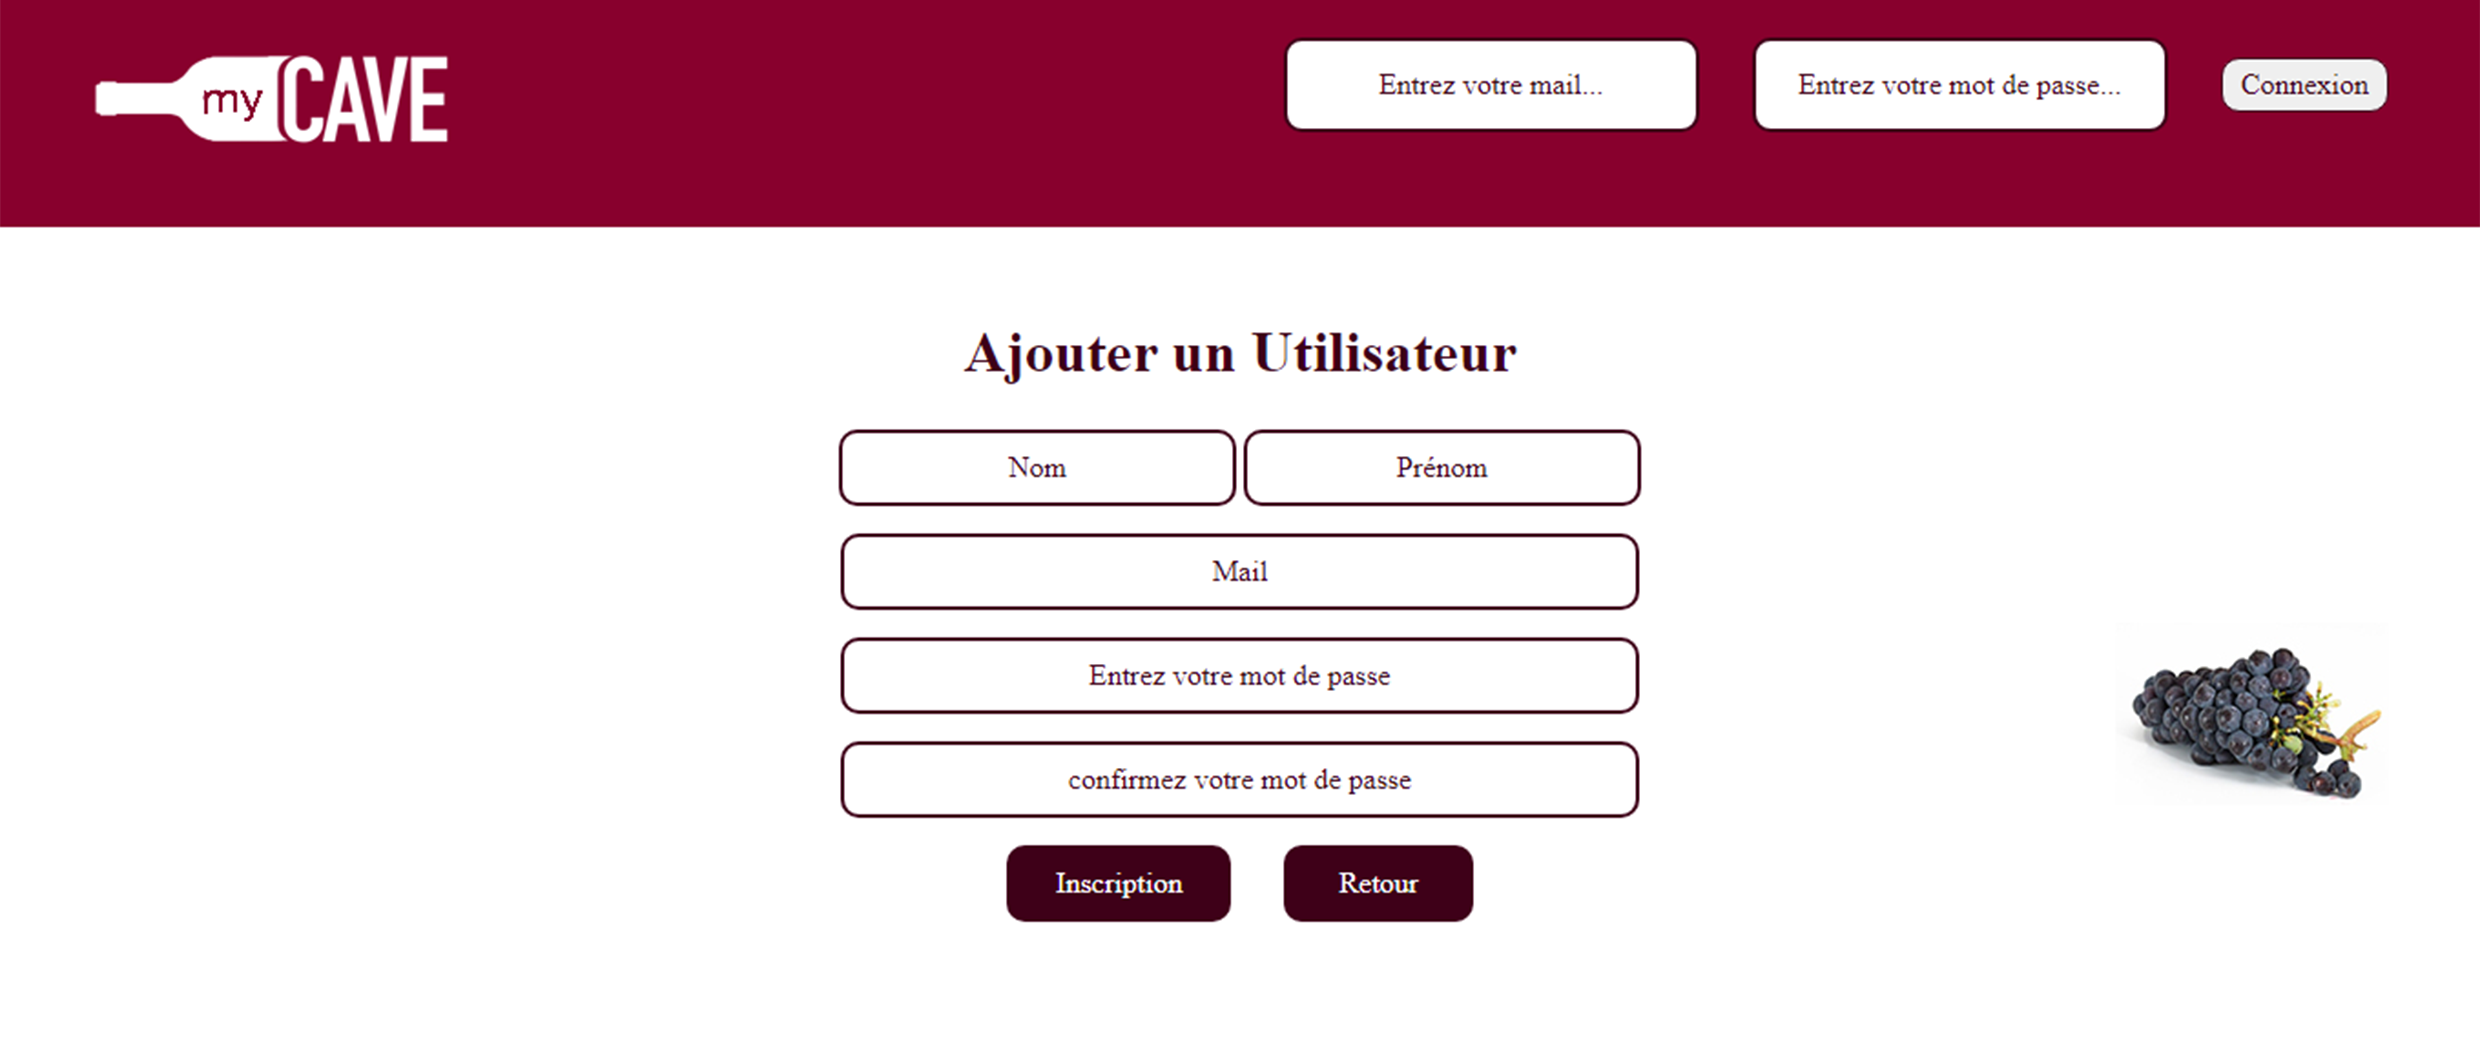 my CAVE
Entrez votre mail... Entrez votre mot de passe... Connexion
Ajouter un Utilisateur
Nom Prénom
Mail
Entrez votre mot de passe
confirmez votre mot de passe
Inscription Retour